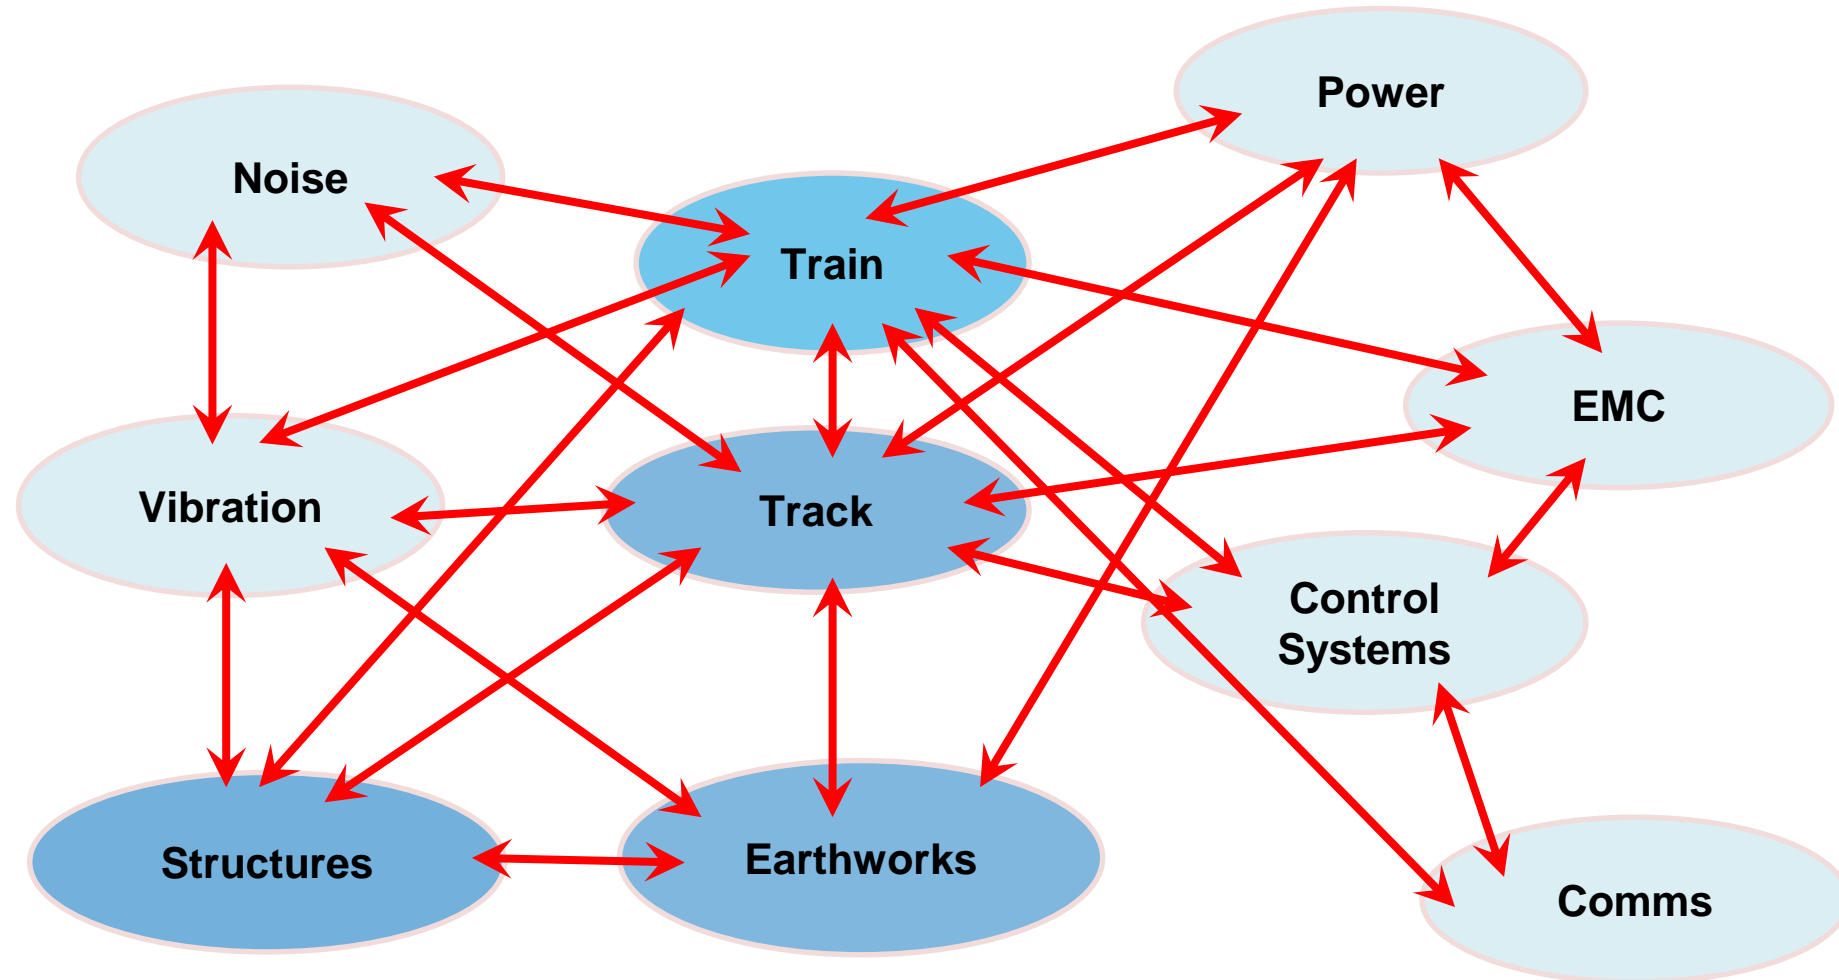 Power
Noise
Train
EMC
Vibration
Track
Control
Systems
Structures
Earthworks
Comms